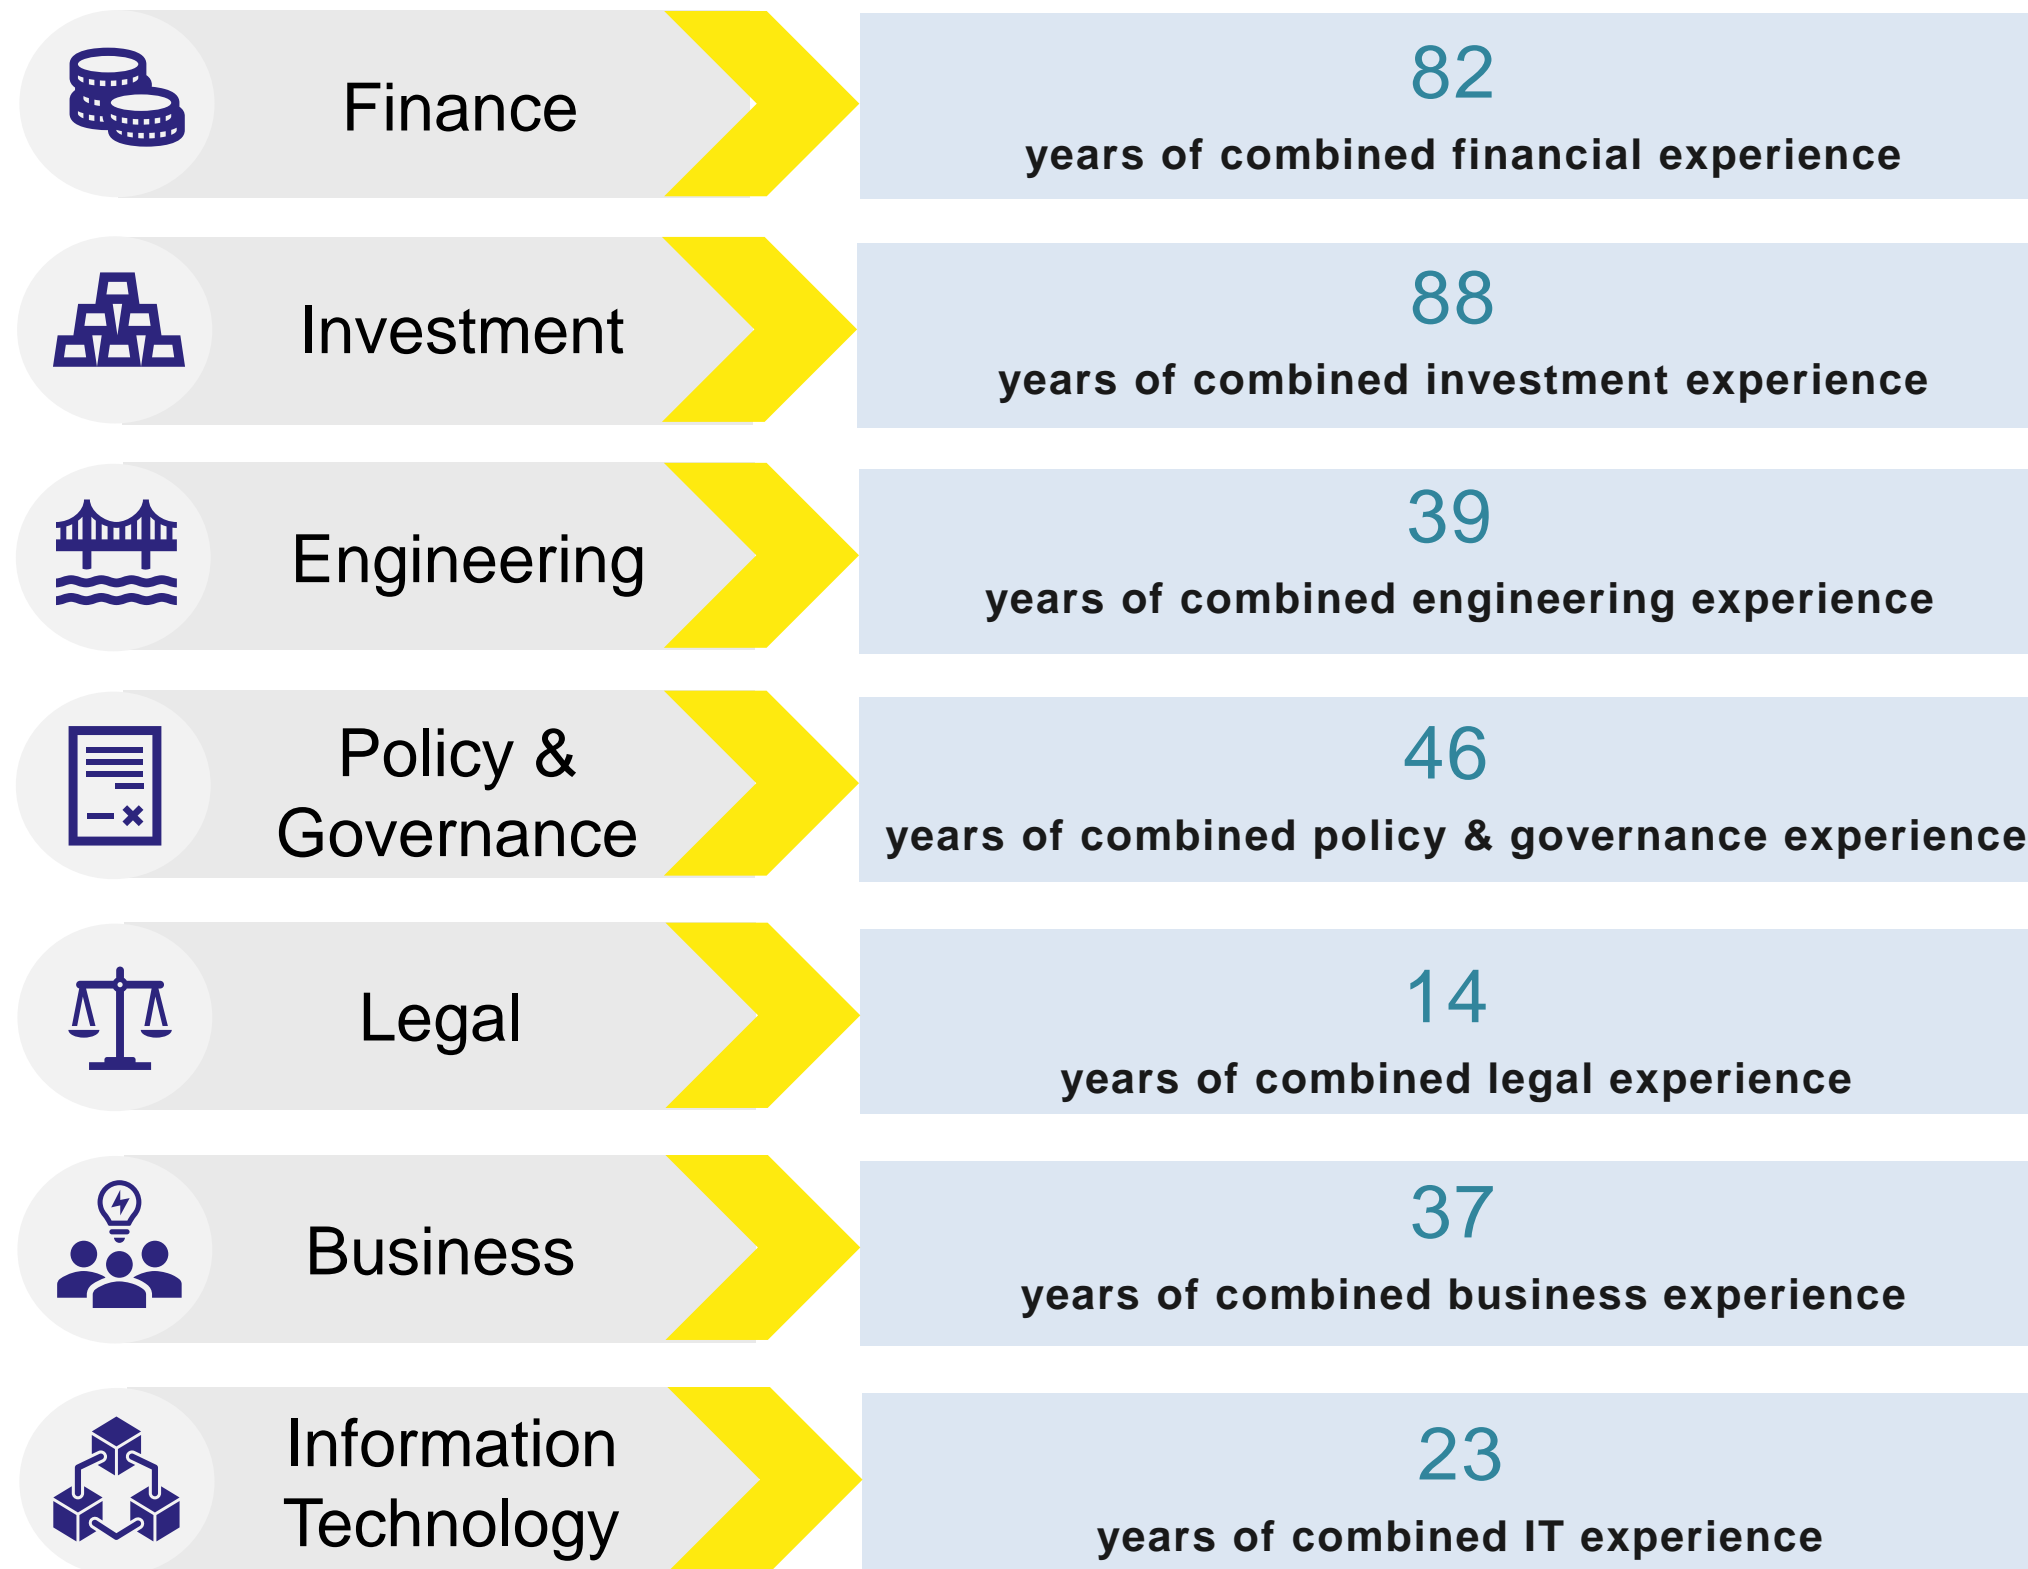 Finance
82
years of combined financial experience
Investment
88
years of combined investment experience
Engineering
39
years of combined engineering experience
Policy &
Governance
46
years of combined policy & governance experience
Legal
14
years of combined legal experience
Business
37
years of combined business experience
Information
Technology
23
years of combined IT experience